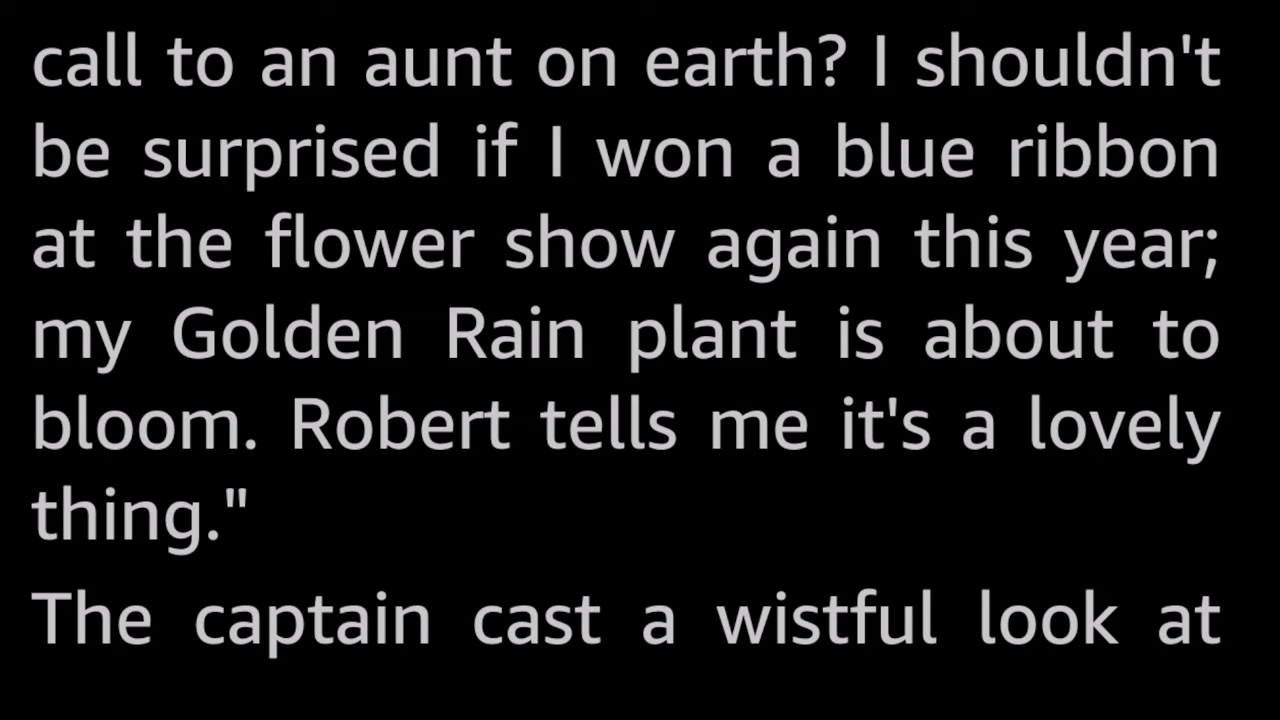 call to an aunt on earth? I shouldn't
be surprised if I won a blue ribbon
at the flower show again this year;
my Golden Rain plant is about to
bloom. Robert tells me it's a lovely
thing."
The captain cast a wistful look at